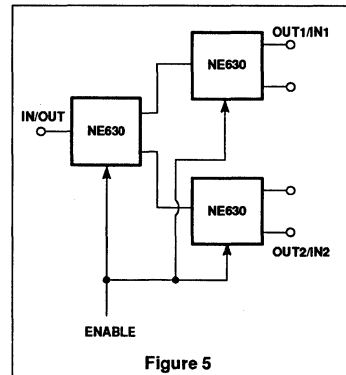 OUT1/IN1
NE630
IN/OUT
NE630
NE630
OUT2/IN2
ENABLE
Figure 5